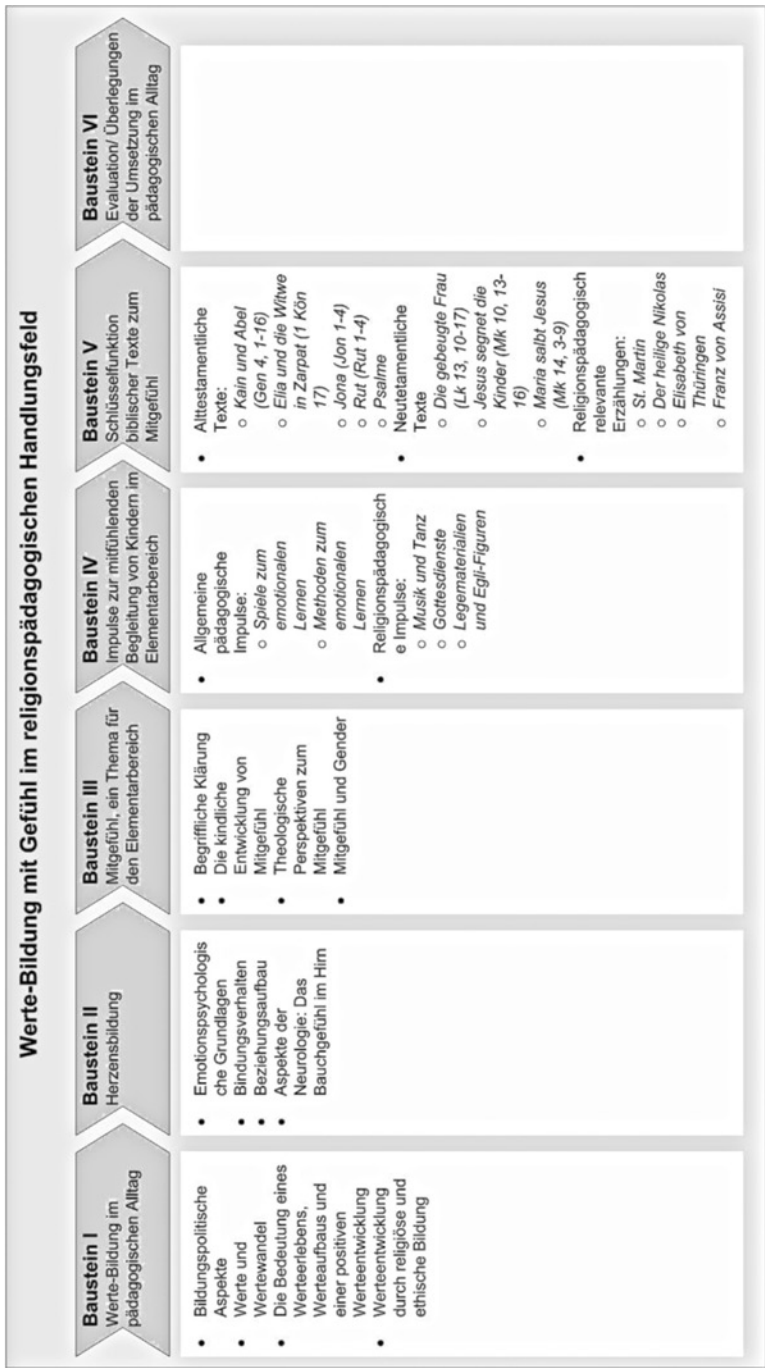 Werte-Bildung mit Gefühl im religionspädagogischen Handlungsfeld
Baustein I
Werte-Bildung im
pädagogischen Alltag
• Bildungspolitische
Aspekte
• Werte und
Wertewandel
• Die Bedeutung eines
Werteerlebens,
Werteaufbaus und
einer positiven
Werteentwicklung
• Werteentwicklung
durch religiöse und
ethische Bildung
Baustein II
Herzensbildung
• Emotionspsychologis
che Grundlagen
• Bindungsverhalten
• Beziehungsaufbau
• Aspekte der
Neurologie: Das
Bauchgefühl im Hirn
Baustein III
Mitgefühl, ein Thema für
den Elementarbereich
• Begriffliche Klärung
• Die kindliche
Entwicklung von
Mitgefühl
• Theologische
Perspektiven zum
Mitgefühl
• Mitgefühl und Gender
Baustein IV
Impulse zur mitfühlenden
Begleitung von Kindern im
Elementarbereich
• Allgemeine
pädagogische
Impulse:
○ Spiele zum
emotionalen
Lernen
○ Methoden zum
emotionalen
Lernen
• Religionspädagogisch
e Impulse:
○ Musik und Tanz
○ Gottesdienste
○ Legematerialien
und Egli-Figuren
Baustein V
Schlüsselfunktion
biblischer Texte zum
Mitgefühl
• Alttestamentliche
Texte:
○ Kain und Abel
(Gen 4, 1-16)
○ Elia und die Witwe
in Zarpat (1 Kön
17)
○ Jona (Jon 1-4)
○ Rut (Rut 1-4)
○ Psalme
• Neutetamentliche
Texte
○ Die gebeugte Frau
(Lk 13, 10-17)
○ Jesus segnet die
Kinder (Mk 10, 13-
16)
○ Maria salbt Jesus
(Mk 14, 3-9)
• Religionspädagogisch
relevante
Erzählungen:
○ St. Martin
○ Der heilige Nikolas
○ Elisabeth von
Thüringen
○ Franz von Assisi
Baustein VI
Evaluation/ Überlegungen
der Umsetzung im
pädagogischen Alltag